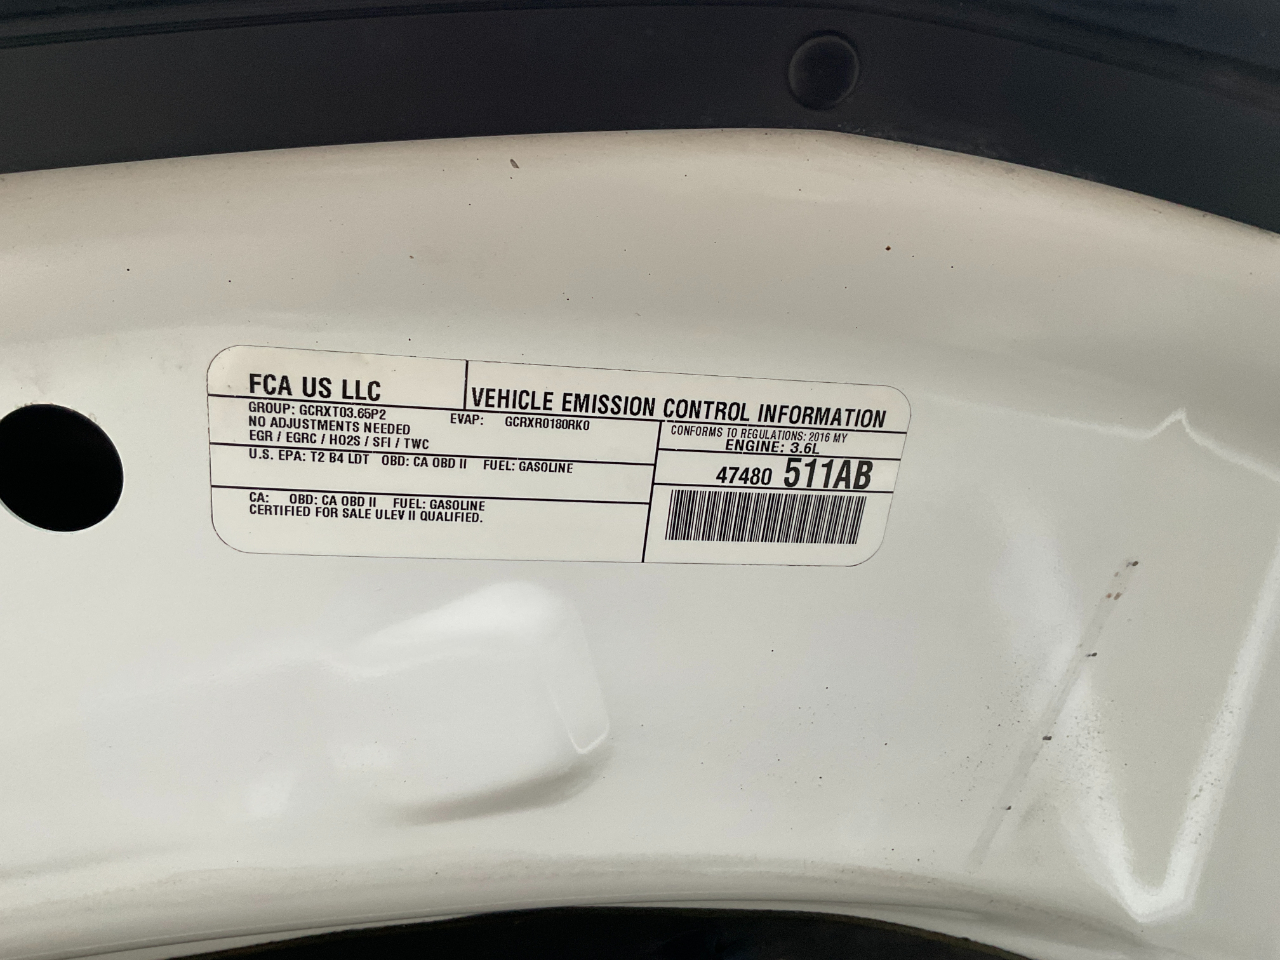 FCA US LLC
VEHICLE EMISSION CONTROL INFORMATION
GROUP: GCRXT03.65P2 EVAP: GCRXR0180RK0
NO ADJUSTMENTS NEEDED
EGR / EGRC / HO2S / SFI / TWC
CONFORMS TO REGULATIONS: 2016 MY
ENGINE: 3.6L
U.S. EPA: T2 B4 LDT OBD: CA OBD II FUEL: GASOLINE
47480 511AB
CA: OBD: CA OBD II FUEL: GASOLINE
CERTIFIED FOR SALE ULEV II QUALIFIED.